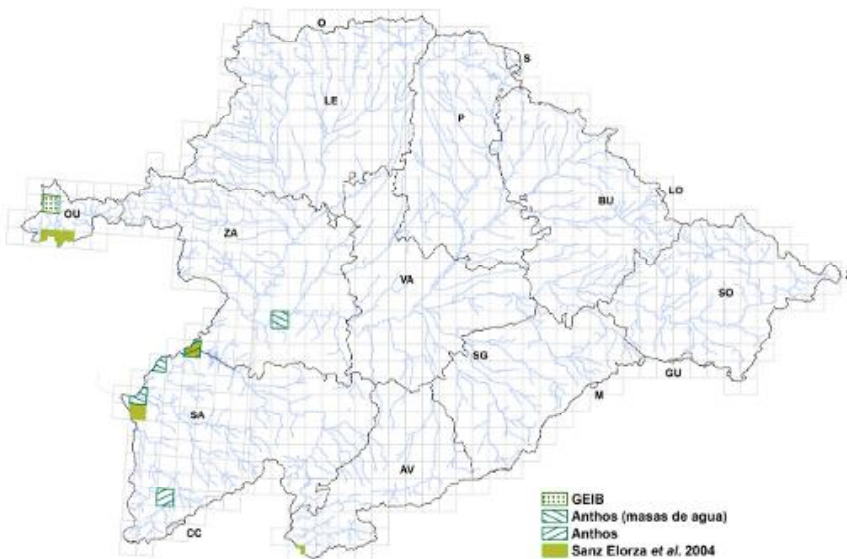 O
S
LE
P
LO
BU
OU
ZA
VA
SO
Z
SG
GU
M
SA
AV
CC
GEIB
Anthos (masas de agua)
Anthos
Sanz Elorza et al. 2004